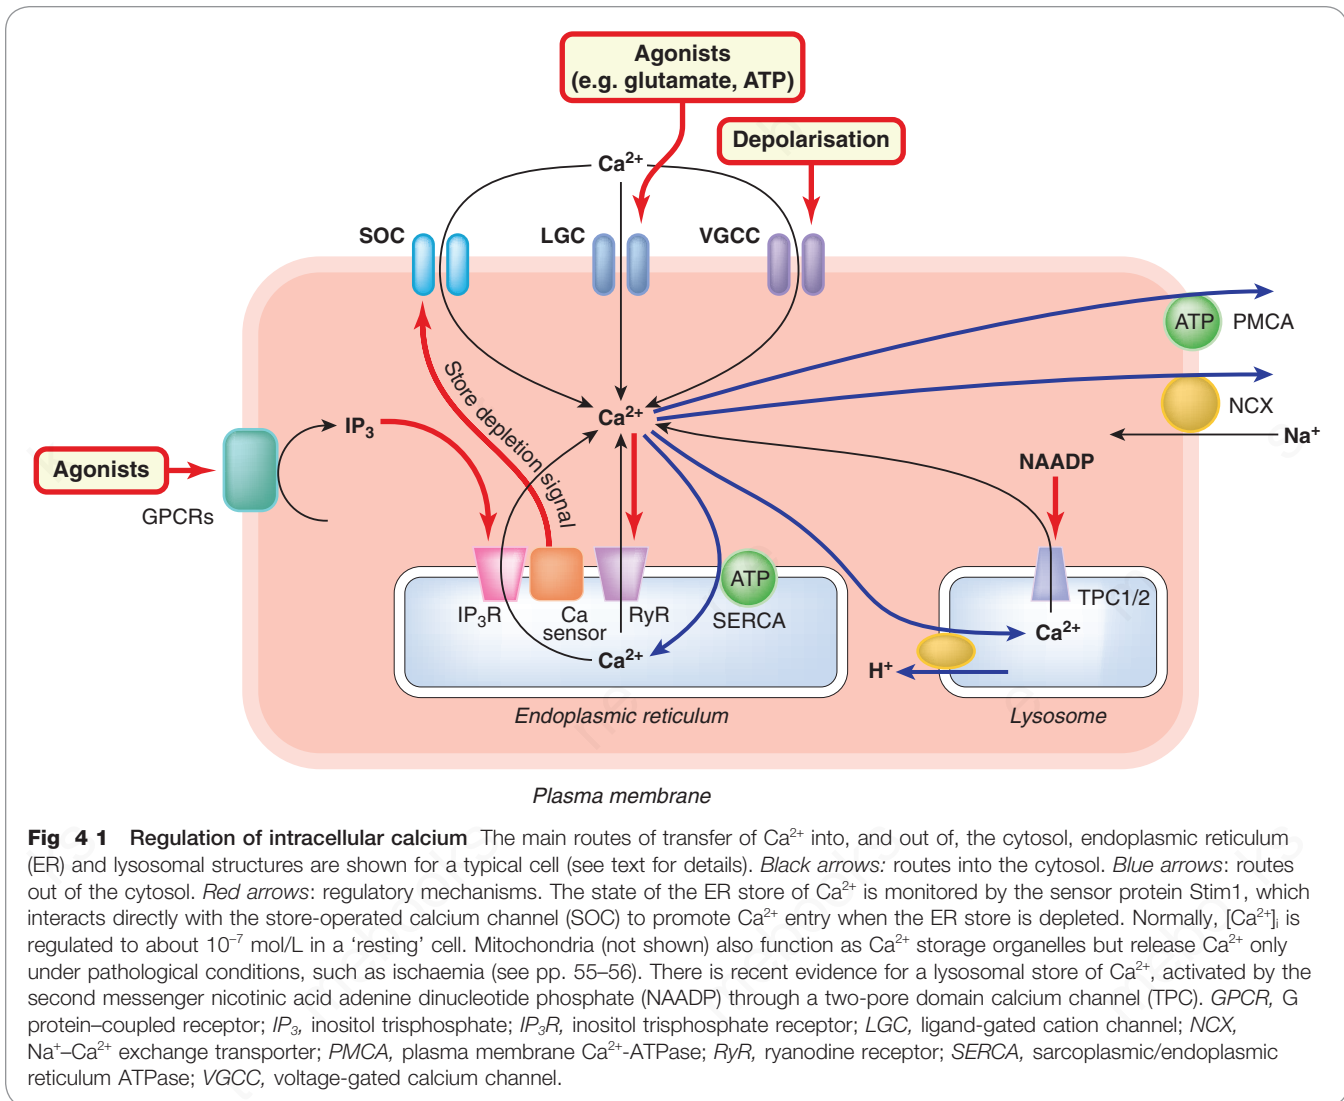 Agonists
(e.g. glutamate, ATP)
Depolarisation
Ca²⁺
SOC
LGC
VGCC
ATP
PMCA
Store depletion signal
Ca²⁺
NCX
Na⁺
IP₃
Agonists
GPCRs
NAADP
ATP
IP₃R
Ca
sensor
RyR
SERCA
TPC1/2
Ca²⁺
Ca²⁺
H⁺
Endoplasmic reticulum
Lysosome
Plasma membrane
Fig 4 1 Regulation of intracellular calcium The main routes of transfer of Ca²⁺ into, and out of, the cytosol, endoplasmic reticulum
(ER) and lysosomal structures are shown for a typical cell (see text for details). Black arrows: routes into the cytosol. Blue arrows: routes
out of the cytosol. Red arrows: regulatory mechanisms. The state of the ER store of Ca²⁺ is monitored by the sensor protein Stim1, which
interacts directly with the store-operated calcium channel (SOC) to promote Ca²⁺ entry when the ER store is depleted. Normally, [Ca²⁺]ᵢ is
regulated to about 10⁻⁷ mol/L in a ‘resting’ cell. Mitochondria (not shown) also function as Ca²⁺ storage organelles but release Ca²⁺ only
under pathological conditions, such as ischaemia (see pp. 55–56). There is recent evidence for a lysosomal store of Ca²⁺, activated by the
second messenger nicotinic acid adenine dinucleotide phosphate (NAADP) through a two-pore domain calcium channel (TPC). GPCR, G
protein–coupled receptor; IP₃, inositol trisphosphate; IP₃R, inositol trisphosphate receptor; LGC, ligand-gated cation channel; NCX,
Na⁺–Ca²⁺ exchange transporter; PMCA, plasma membrane Ca²⁺-ATPase; RyR, ryanodine receptor; SERCA, sarcoplasmic/endoplasmic
reticulum ATPase; VGCC, voltage-gated calcium channel.